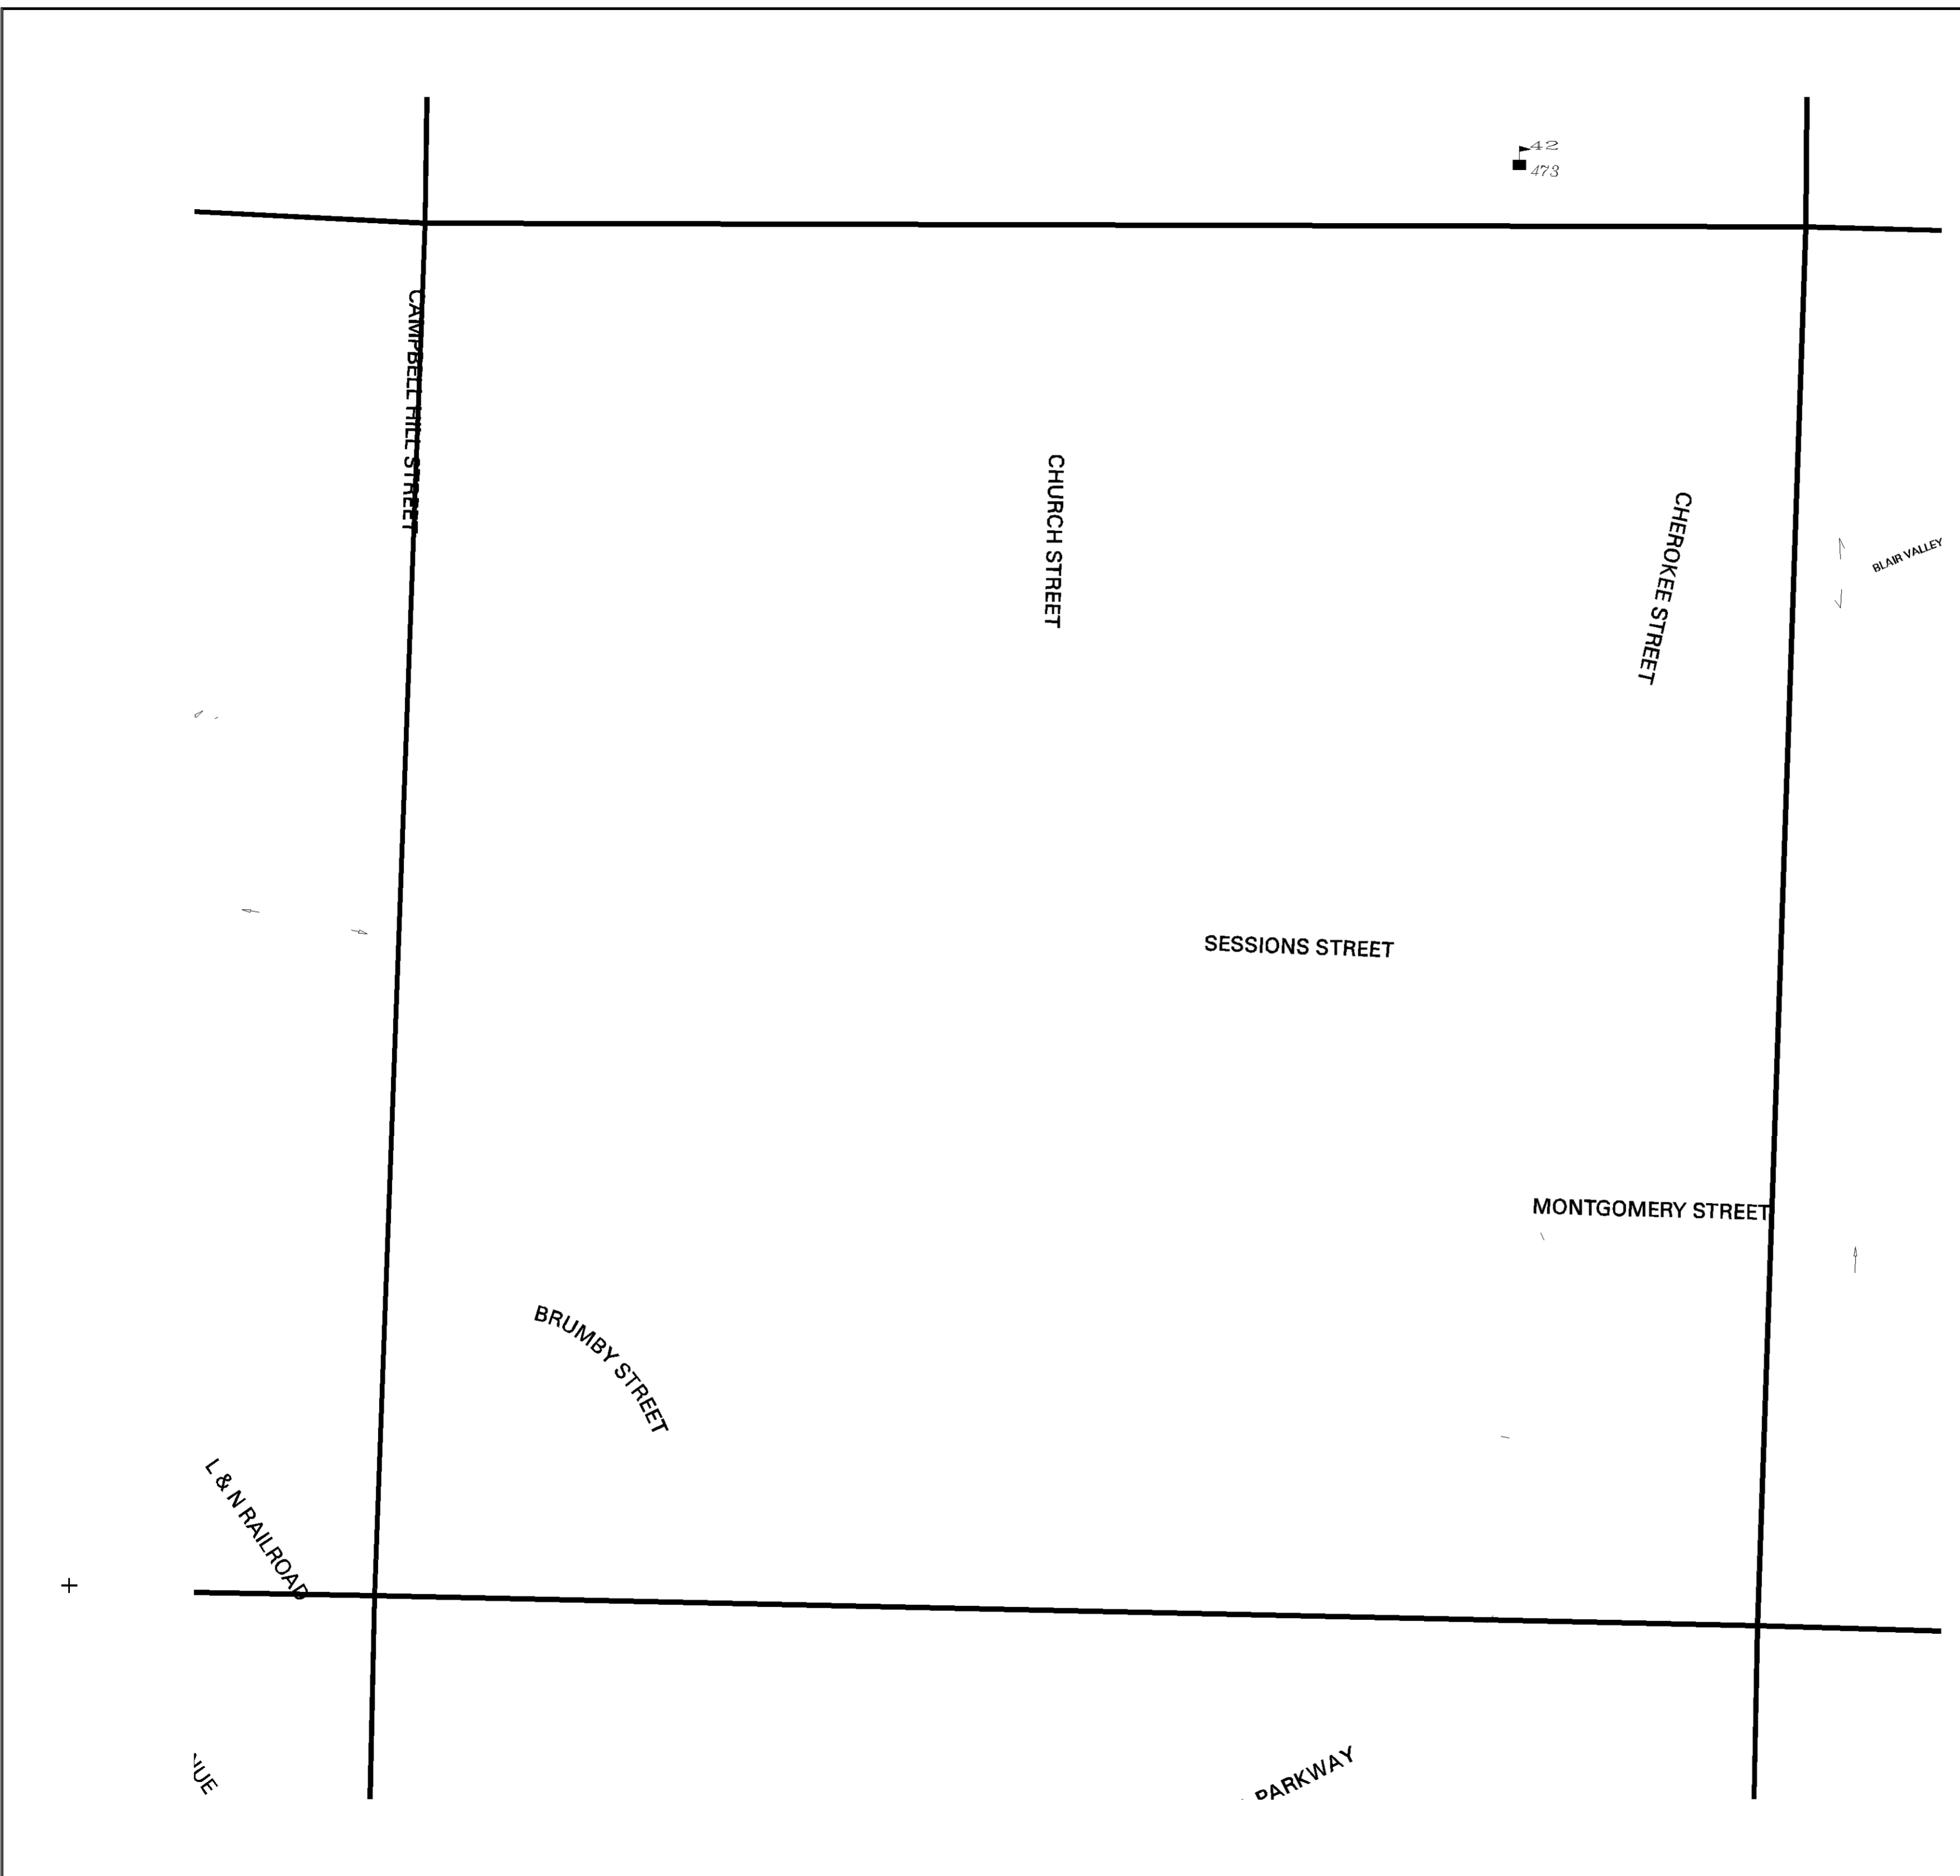 42
473
CAMPBELL HILL STREET
CHURCH STREET
CHEROKEE STREET
BLAIR VALLEY
SESSIONS STREET
MONTGOMERY STREET
BRUMBY STREET
L & N RAILROAD
PARKWAY